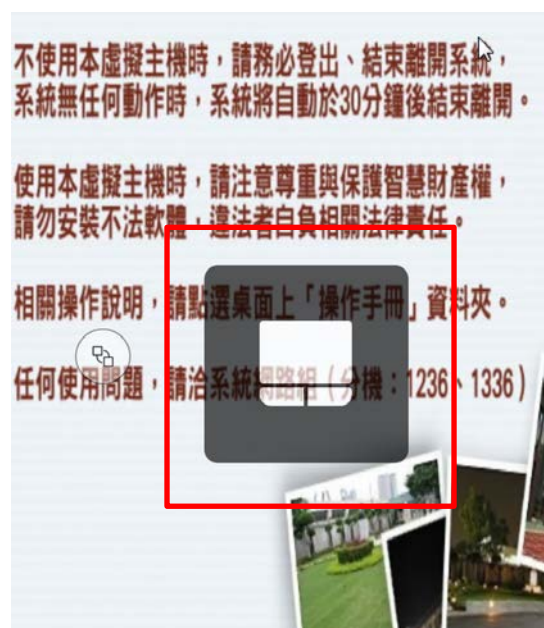 不使用本虛擬主機時，請務必登出、結束離開系統，
系統無任何動作時，系統將自動於30分鐘後結束離開。
使用本虛擬主機時，請注意尊重與保護智慧財產權，
請勿安裝不法軟體，違法者自負相關法律責任。
相關操作說明，請點選桌面上「操作手冊」資料夾。
任何使用問題，請洽系統網路組（分機：1236、1336）